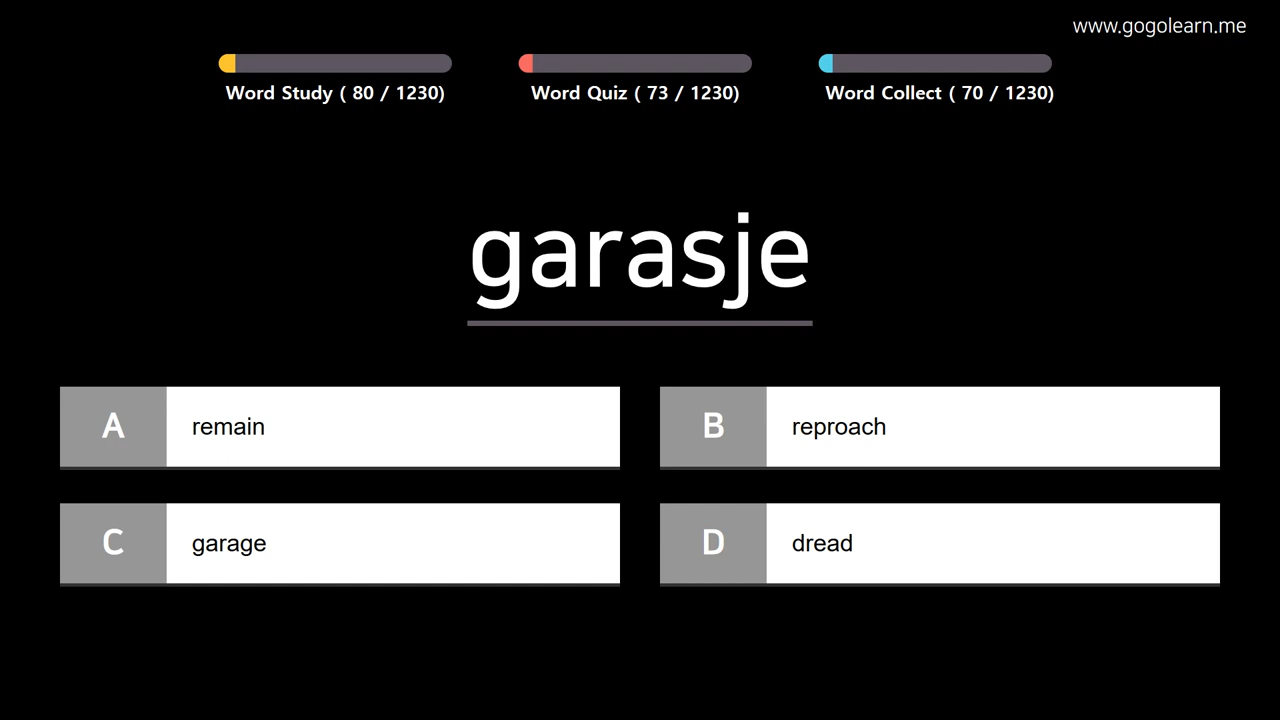 www.gogolearn.me
Word Study ( 80 / 1230)
Word Quiz ( 73 / 1230)
Word Collect ( 70 / 1230)
garasje
A remain
B reproach
C garage
D dread